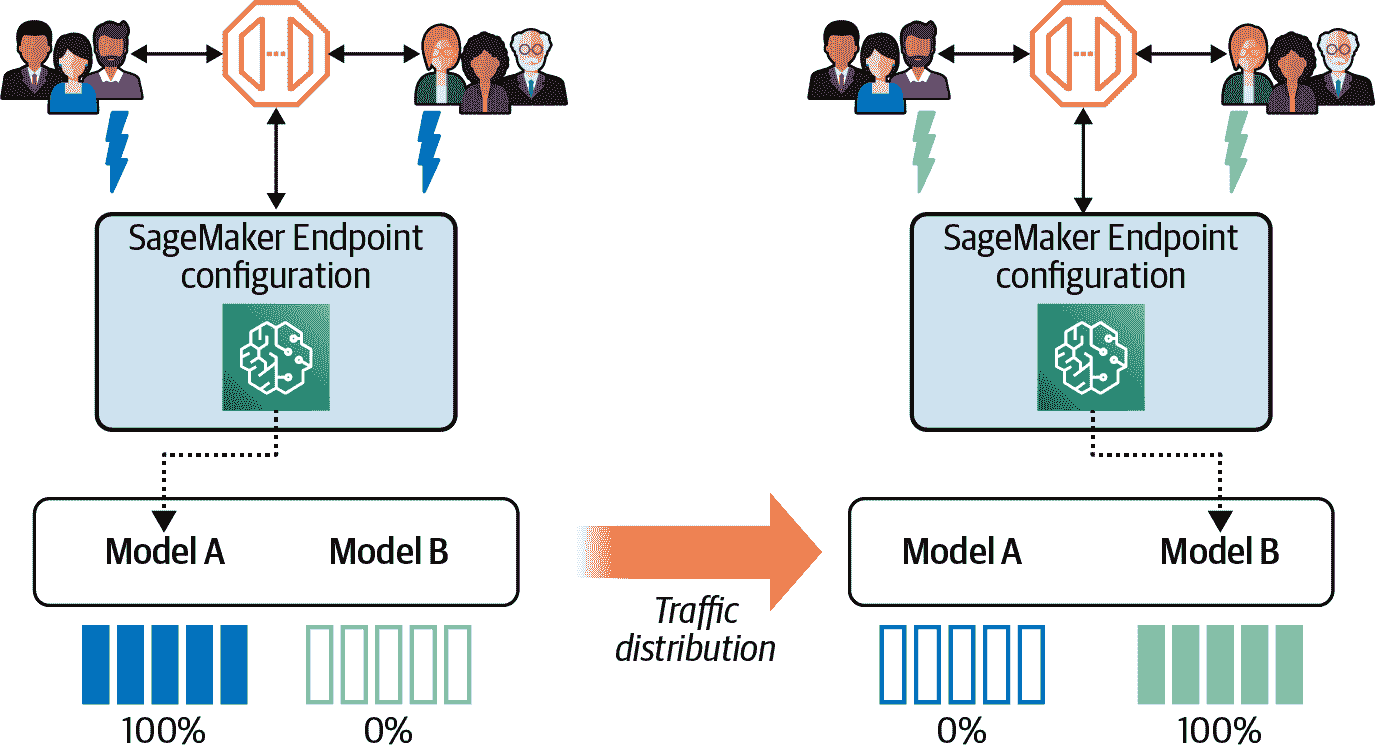 SageMaker Endpoint
configuration
Model A
Model B
100%
0%
Traffic
distribution
SageMaker Endpoint
configuration
Model A
Model B
0%
100%